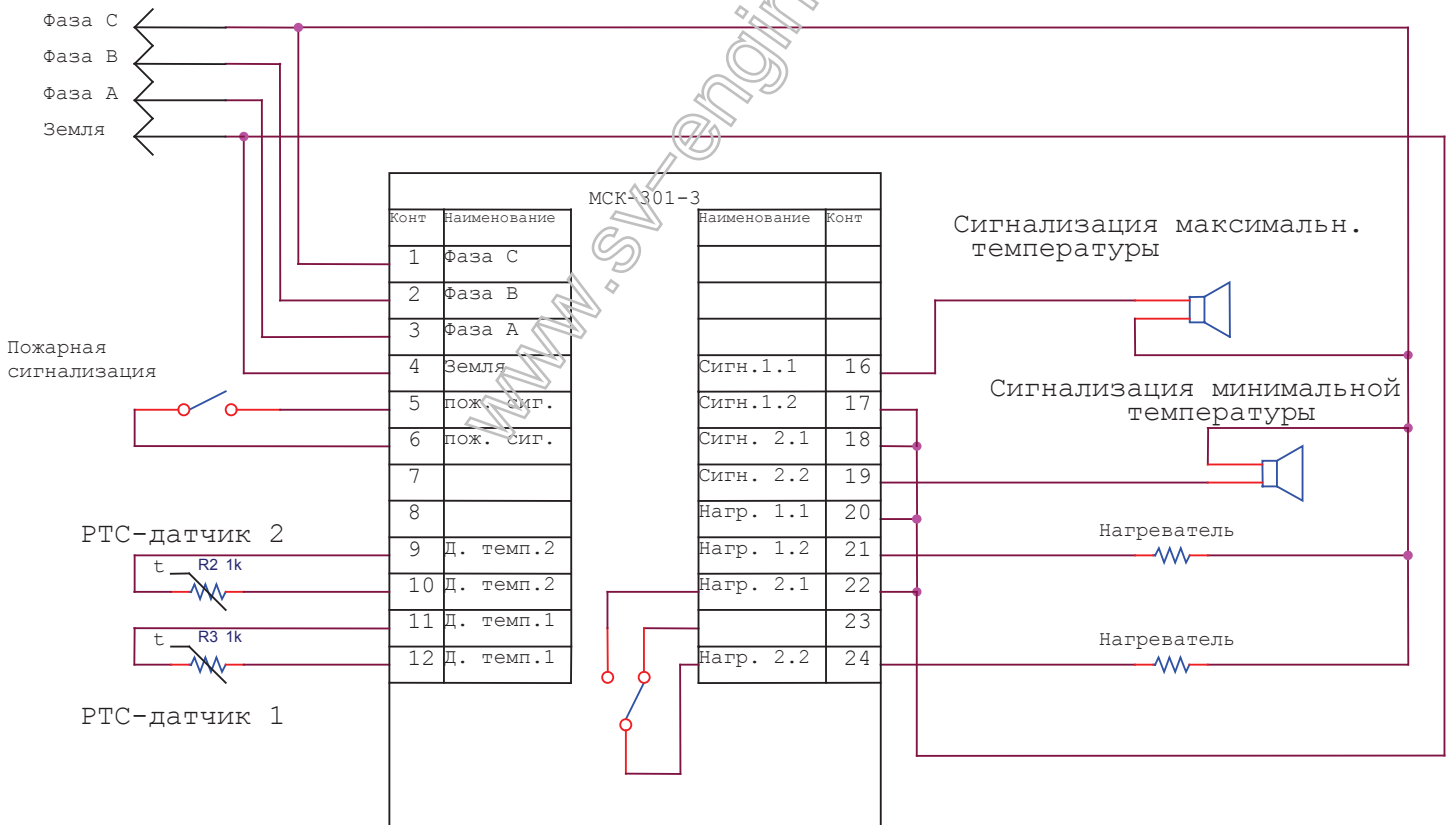 Фаза C
Фаза B
Фаза A
Земля
www.sv-engin
МСК-301-3
Конт Наименование
Наименование Конт
1 Фаза C
2 Фаза B
3 Фаза A
4 Земля
5 пож. сиг.
6 пож. сиг.
7
8
9 Д. темп.2
10 Д. темп.2
11 Д. темп.1
12 Д. темп.1
Сигн.1.1 16
Сигн.1.2 17
Сигн. 2.1 18
Сигн. 2.2 19
Нагр. 1.1 20
Нагр. 1.2 21
Нагр. 2.1 22
23
Нагр. 2.2 24
Пожарная
сигнализация
РТС-датчик 2
t R2 1k
t R3 1k
РТС-датчик 1
Сигнализация максимальн.
температуры
Сигнализация минимальной
температуры
Нагреватель
Нагреватель